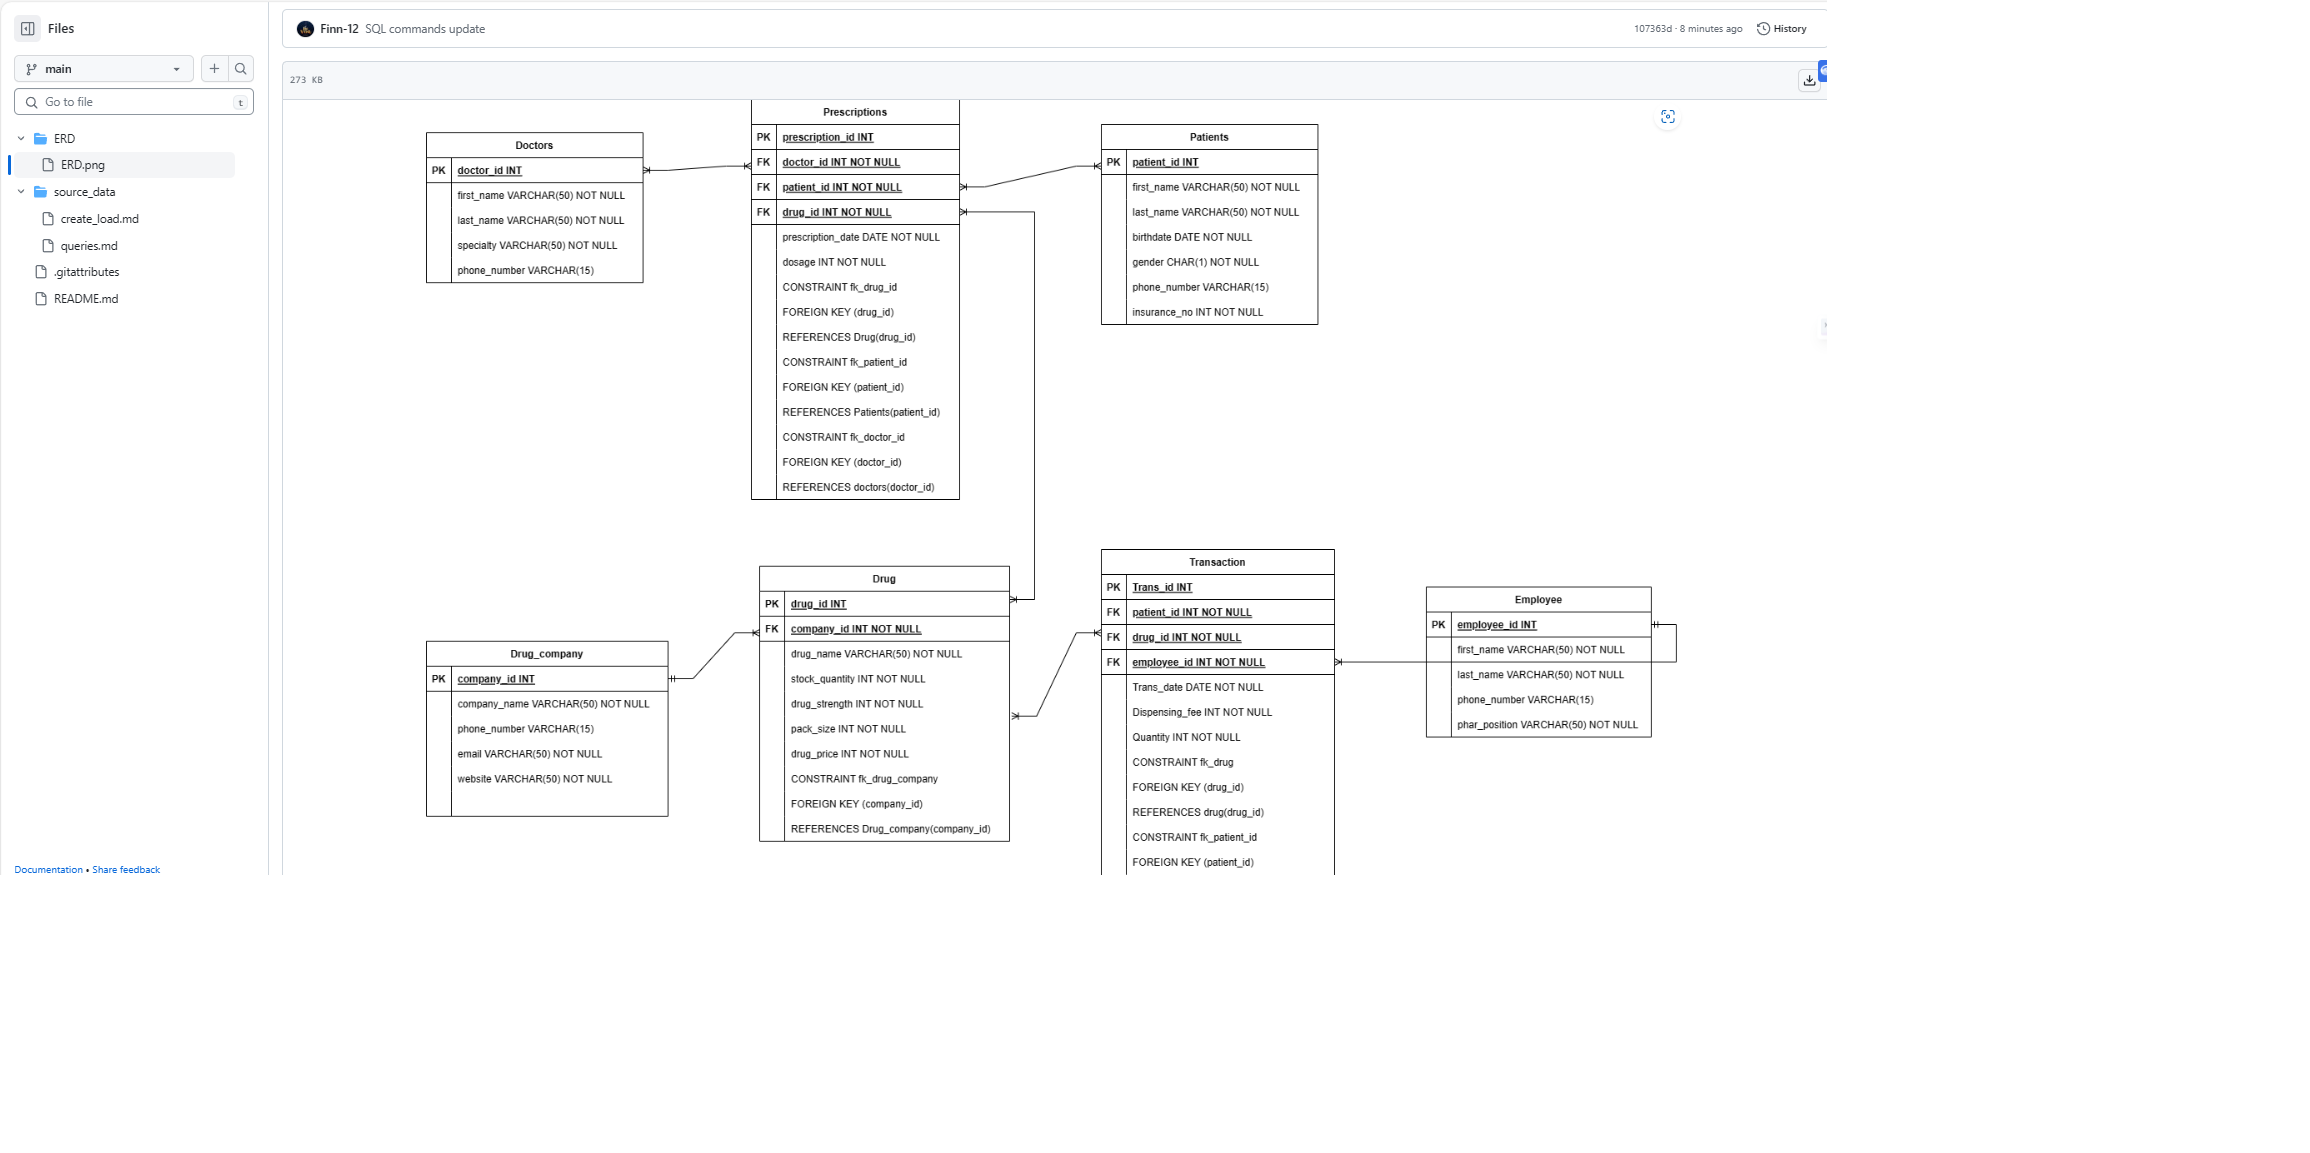 Files
main
Go to file
t
ERD
ERD.png
source_data
create_load.md
queries.md
.gitattributes
README.md
Documentation • Share feedback
Finn-12 SQL commands update
107363d · 8 minutes ago
History
273 KB
Doctors
PK doctor_id INT
first_name VARCHAR(50) NOT NULL
last_name VARCHAR(50) NOT NULL
specialty VARCHAR(50) NOT NULL
phone_number VARCHAR(15)
Prescriptions
PK prescription_id INT
FK doctor_id INT NOT NULL
FK patient_id INT NOT NULL
FK drug_id INT NOT NULL
prescription_date DATE NOT NULL
dosage INT NOT NULL
CONSTRAINT fk_drug_id
FOREIGN KEY (drug_id)
REFERENCES Drug(drug_id)
CONSTRAINT fk_patient_id
FOREIGN KEY (patient_id)
REFERENCES Patients(patient_id)
CONSTRAINT fk_doctor_id
FOREIGN KEY (doctor_id)
REFERENCES doctors(doctor_id)
Patients
PK patient_id INT
first_name VARCHAR(50) NOT NULL
last_name VARCHAR(50) NOT NULL
birthdate DATE NOT NULL
gender CHAR(1) NOT NULL
phone_number VARCHAR(15)
insurance_no INT NOT NULL
Drug_company
PK company_id INT
company_name VARCHAR(50) NOT NULL
phone_number VARCHAR(15)
email VARCHAR(50) NOT NULL
website VARCHAR(50) NOT NULL
Drug
PK drug_id INT
FK company_id INT NOT NULL
drug_name VARCHAR(50) NOT NULL
stock_quantity INT NOT NULL
drug_strength INT NOT NULL
pack_size INT NOT NULL
drug_price INT NOT NULL
CONSTRAINT fk_drug_company
FOREIGN KEY (company_id)
REFERENCES Drug_company(company_id)
Transaction
PK Trans_id INT
FK patient_id INT NOT NULL
FK drug_id INT NOT NULL
FK employee_id INT NOT NULL
Trans_date DATE NOT NULL
Dispensing_fee INT NOT NULL
Quantity INT NOT NULL
CONSTRAINT fk_drug
FOREIGN KEY (drug_id)
REFERENCES drug(drug_id)
CONSTRAINT fk_patient_id
FOREIGN KEY (patient_id)
Employee
PK employee_id INT
first_name VARCHAR(50) NOT NULL
last_name VARCHAR(50) NOT NULL
phone_number VARCHAR(15)
phar_position VARCHAR(50) NOT NULL